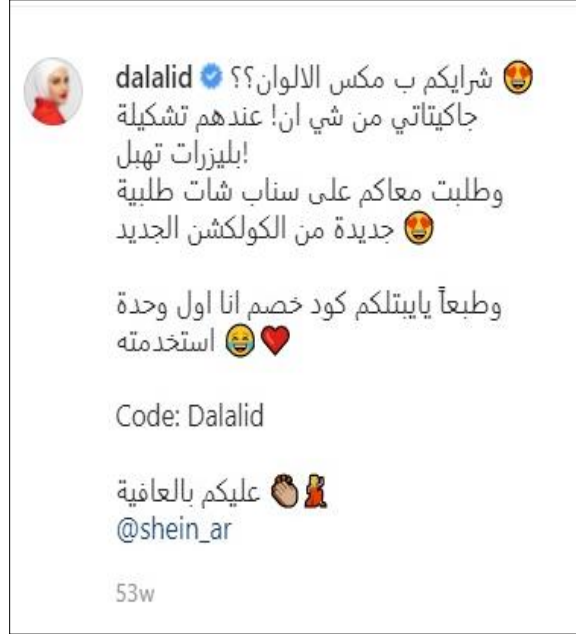 dalalid شرايكم ب مكس الالوان؟؟ 😍
جاكيتاتي من شي ان! عندهم تشكيلة
بليزرات تهبل!
وطلبت معاكم على سناب شات طلبية
جديدة من الكولكشن الجديد 😍
وطبعاً يايبتلكم كود خصم انا اول وحدة
استخدمته 😂❤️
Code: Dalalid
عليكم بالعافية 👏🏽💃
@shein_ar
53w